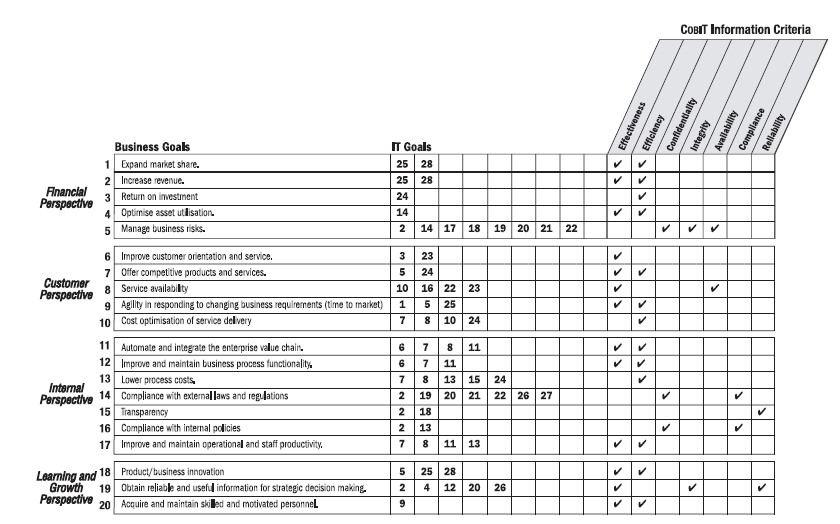 COBIT Information Criteria
Effectiveness
Efficiency
Confidentiality
Integrity
Availability
Compliance
Reliability
Business Goals IT Goals
Financial Perspective
1 Expand market share. 25 28 ✔ ✔
2 Increase revenue. 25 28 ✔ ✔
3 Return on investment 24 ✔
4 Optimise asset utilisation. 14 ✔ ✔
5 Manage business risks. 2 14 17 18 19 20 21 22 ✔ ✔ ✔
Customer Perspective
6 Improve customer orientation and service. 3 23 ✔
7 Offer competitive products and services. 5 24 ✔ ✔
8 Service availability 10 16 22 23 ✔ ✔
9 Agility in responding to changing business requirements (time to market) 1 5 25 ✔ ✔
10 Cost optimisation of service delivery 7 8 10 24 ✔
Internal Perspective
11 Automate and integrate the enterprise value chain. 6 7 8 11 ✔ ✔
12 Improve and maintain business process functionality. 6 7 11 ✔ ✔
13 Lower process costs. 7 8 13 15 24 ✔
14 Compliance with external laws and regulations 2 19 20 21 22 26 27 ✔ ✔
15 Transparency 2 18 ✔
16 Compliance with internal policies 2 13 ✔ ✔
17 Improve and maintain operational and staff productivity. 7 8 11 13 ✔ ✔
Learning and Growth Perspective
18 Product/business innovation 5 25 28 ✔ ✔
19 Obtain reliable and useful information for strategic decision making. 2 4 12 20 26 ✔ ✔ ✔
20 Acquire and maintain skilled and motivated personnel. 9 ✔ ✔